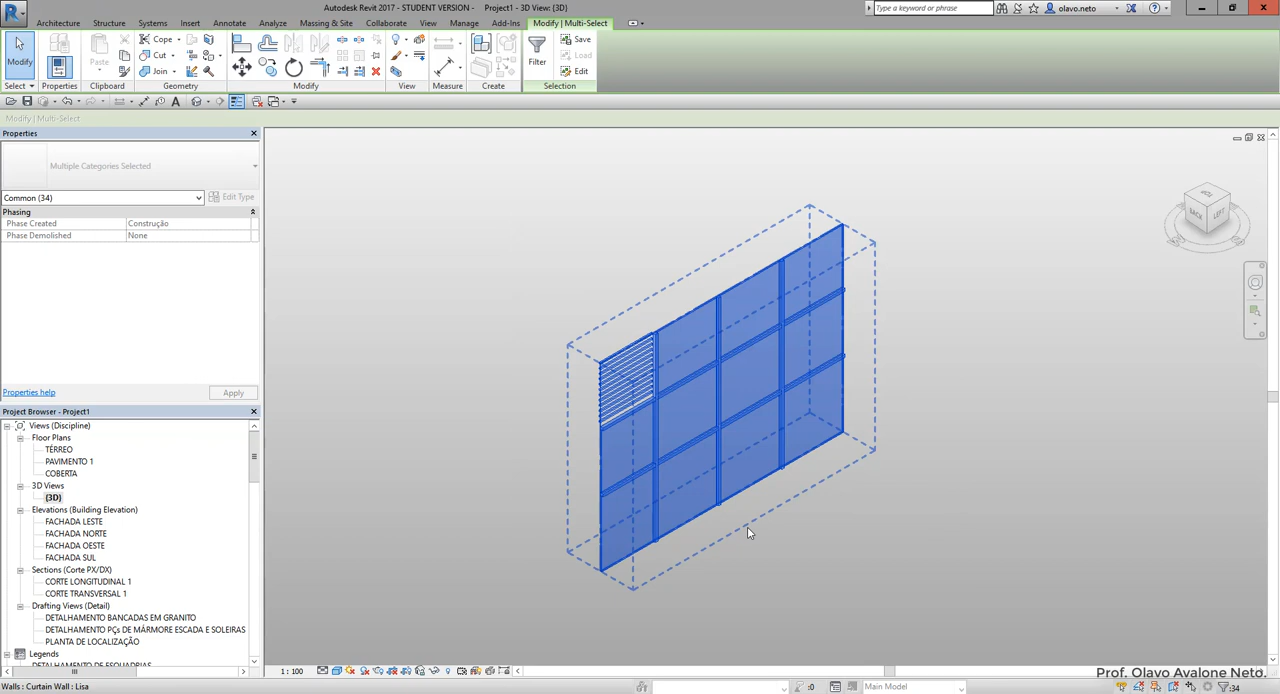 Autodesk Revit 2017 - STUDENT VERSION - Project1 - 3D View: {3D}
Type a keyword or phrase
olavo.neto
Architecture Structure Systems Insert Annotate Analyze Massing & Site Collaborate View Manage Add-Ins Modify | Multi-Select
Cope Save
Modify Paste Cut Filter Load
Join Edit
Select Properties Clipboard Geometry Modify View Measure Create Selection
Modify | Multi-Select
Properties
Multiple Categories Selected
Common (34) Edit Type
Phasing
Phase Created Construção
Phase Demolished None
BACK LEFT
Properties help Apply
Project Browser - Project1
Views (Discipline)
Floor Plans
TÉRREO
PAVIMENTO 1
COBERTA
3D Views
{3D}
Elevations (Building Elevation)
FACHADA LESTE
FACHADA NORTE
FACHADA OESTE
FACHADA SUL
Sections (Corte PX/DX)
CORTE LONGITUDINAL 1
CORTE TRANSVERSAL 1
Drafting Views (Detail)
DETALHAMENTO BANCADAS EM GRANITO
DETALHAMENTO PÇs DE MÁRMORE ESCADA E SOLEIRAS
PLANTA DE LOCALIZAÇÃO
Legends
DETALHAMENTO DE ESQUADRIAS
1 : 100
Prof. Olavo Avalone Neto.
Walls : Curtain Wall : Lisa :0 Main Model :34